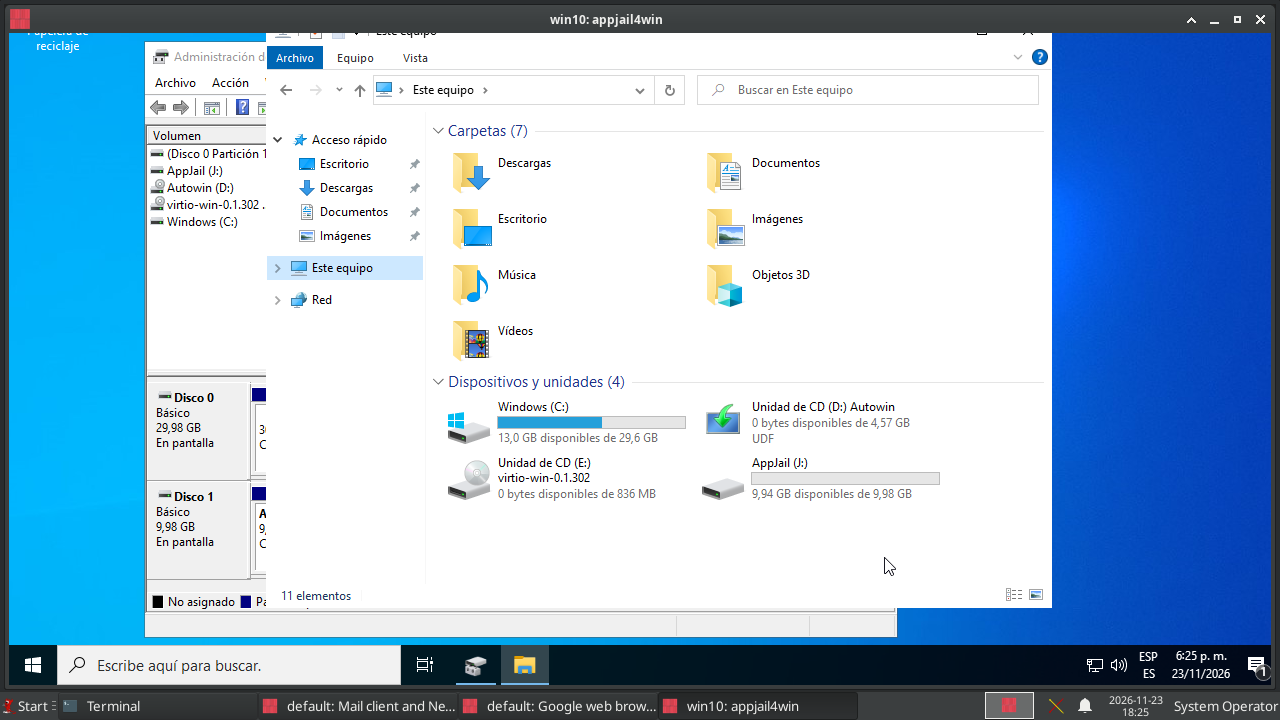 win10: appjail4win
Papelera de
reciclaje
Administración d
Archivo Acción
Volumen
(Disco 0 Partición 1
AppJail (J:)
Autowin (D:)
virtio-win-0.1.302 .
Windows (C:)
Disco 0
Básico
29,98 GB
En pantalla
Disco 1
Básico
9,98 GB
En pantalla
No asignado
Este equipo
Archivo Equipo Vista
Este equipo
Buscar en Este equipo
Acceso rápido
Escritorio
Descargas
Documentos
Imágenes
Este equipo
Red
Carpetas (7)
Descargas
Documentos
Escritorio
Imágenes
Música
Objetos 3D
Vídeos
Dispositivos y unidades (4)
Windows (C:)
13,0 GB disponibles de 29,6 GB
Unidad de CD (D:) Autowin
0 bytes disponibles de 4,57 GB
UDF
Unidad de CD (E:)
virtio-win-0.1.302
0 bytes disponibles de 836 MB
AppJail (J:)
9,94 GB disponibles de 9,98 GB
11 elementos
Escribe aquí para buscar.
ESP
ES
6:25 p. m.
23/11/2026
1
Start
Terminal
default: Mail client and Ne...
default: Google web brow...
win10: appjail4win
2026-11-23
18:25
System Operator